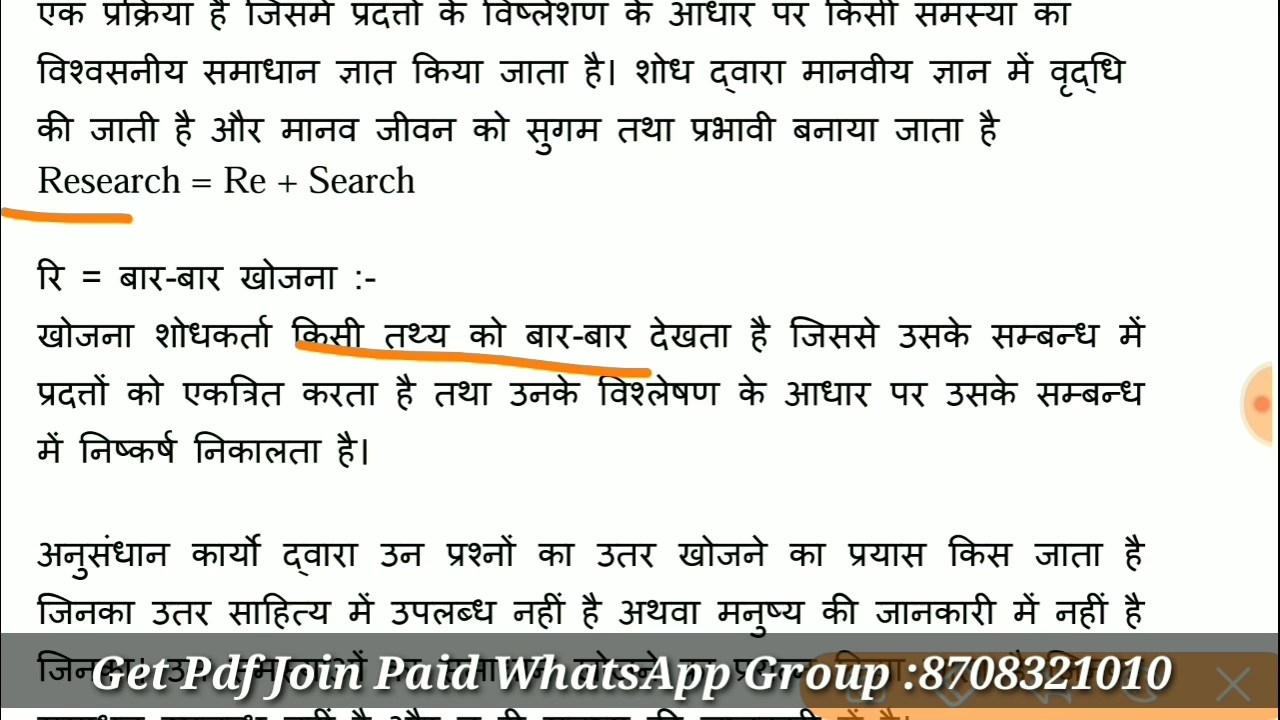 एक प्रक्रिया है जिसमें प्रदत्तों के विष्लेशण के आधार पर किसी समस्या का
विश्वसनीय समाधान ज्ञात किया जाता है। शोध द्वारा मानवीय ज्ञान में वृद्धि
की जाती है और मानव जीवन को सुगम तथा प्रभावी बनाया जाता है
Research = Re + Search
रि = बार-बार खोजना :-
खोजना शोधकर्ता किसी तथ्य को बार-बार देखता है जिससे उसके सम्बन्ध में
प्रदत्तों को एकत्रित करता है तथा उनके विश्लेषण के आधार पर उसके सम्बन्ध
में निष्कर्ष निकालता है।
अनुसंधान कार्यो द्वारा उन प्रश्नों का उतर खोजने का प्रयास किस जाता है
जिनका उतर साहित्य में उपलब्ध नहीं है अथवा मनुष्य की जानकारी में नहीं है
Get Pdf Join Paid WhatsApp Group :8708321010